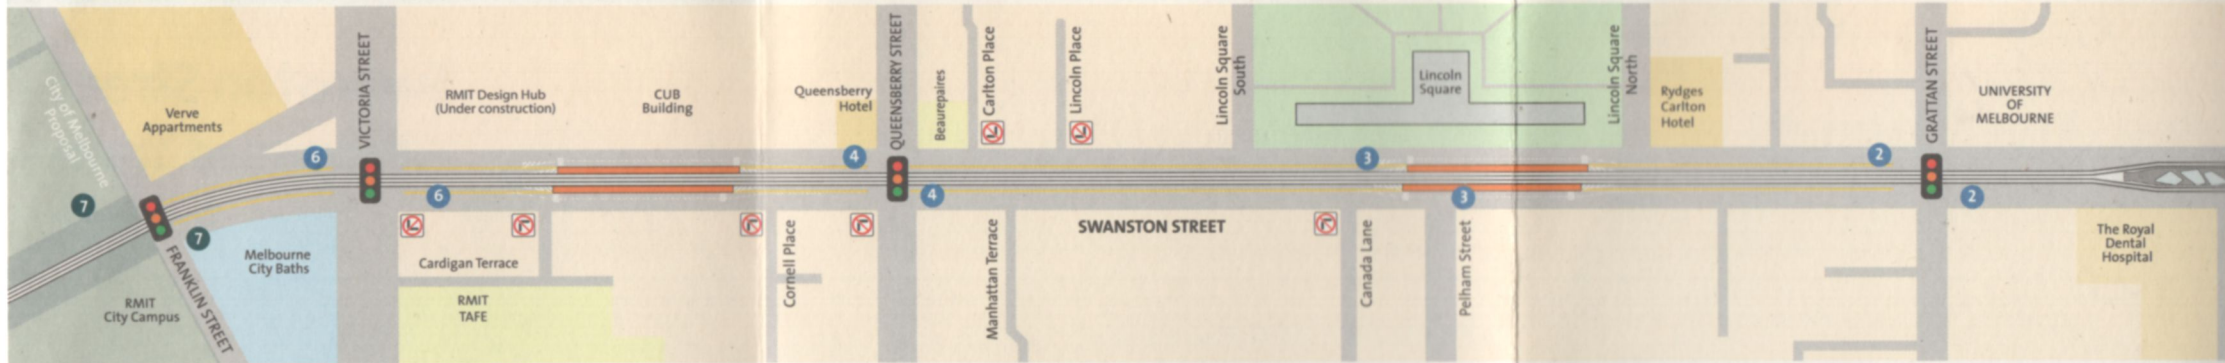 City of Melbourne
Proposal
Verve
Appartments
VICTORIA STREET
RMIT Design Hub
(Under construction)
CUB
Building
Queensberry
Hotel
QUEENSBERRY STREET
Beaurepaires
Carlton Place
Lincoln Place
Lincoln Square
South
Lincoln
Square
Lincoln Square
North
Rydges
Carlton
Hotel
GRATTAN STREET
UNIVERSITY
OF
MELBOURNE
7
6
4
3
2
7
6
4
3
2
FRANKLIN STREET
RMIT
City Campus
Melbourne
City Baths
Cardigan Terrace
RMIT
TAFE
Cornell Place
Manhattan Terrace
SWANSTON STREET
Canada Lane
Pelham Street
The Royal
Dental
Hospital